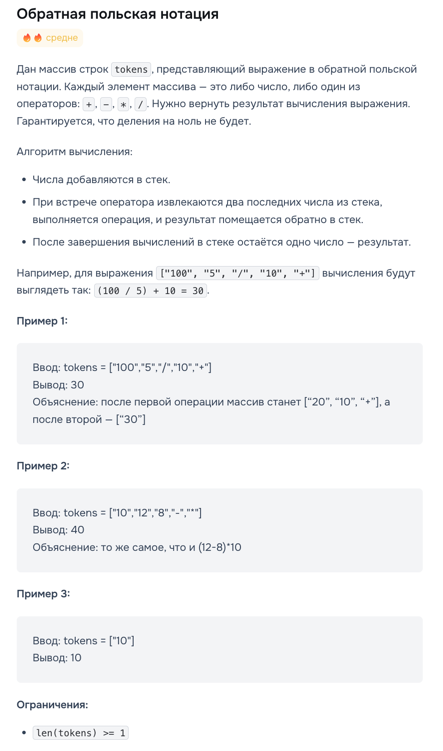 Обратная польская нотация
🔥🔥 средне
Дан массив строк tokens, представляющий выражение в обратной польской
нотации. Каждый элемент массива — это либо число, либо один из
операторов: +, −, *, /. Нужно вернуть результат вычисления выражения.
Гарантируется, что деления на ноль не будет.
Алгоритм вычисления:
• Числа добавляются в стек.
• При встрече оператора извлекаются два последних числа из стека,
выполняется операция, и результат помещается обратно в стек.
• После завершения вычислений в стеке остаётся одно число — результат.
Например, для выражения ["100", "5", "/", "10", "+"] вычисления будут
выглядеть так: (100 / 5) + 10 = 30.
Пример 1:
Ввод: tokens = ["100","5","/","10","+"]
Вывод: 30
Объяснение: после первой операции массив станет [“20”, “10”, “+”], а
после второй — [“30”]
Пример 2:
Ввод: tokens = ["10","12","8","-","*"]
Вывод: 40
Объяснение: то же самое, что и (12-8)*10
Пример 3:
Ввод: tokens = ["10"]
Вывод: 10
Ограничения:
• len(tokens) >= 1